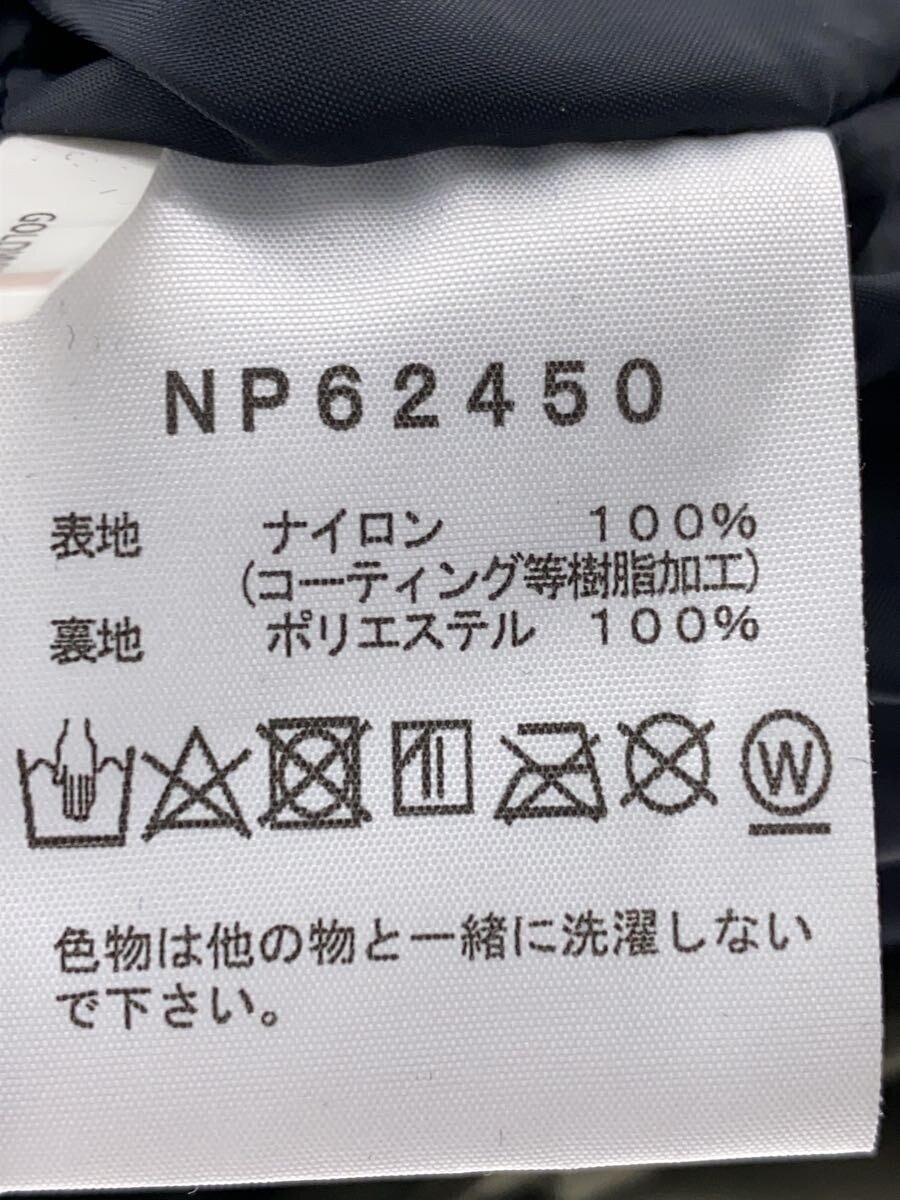 NP62450
表地 ナイロン 100%
(コーティング等樹脂加工)
裏地 ポリエステル 100%
W
色物は他の物と一緒に洗濯しない
で下さい。